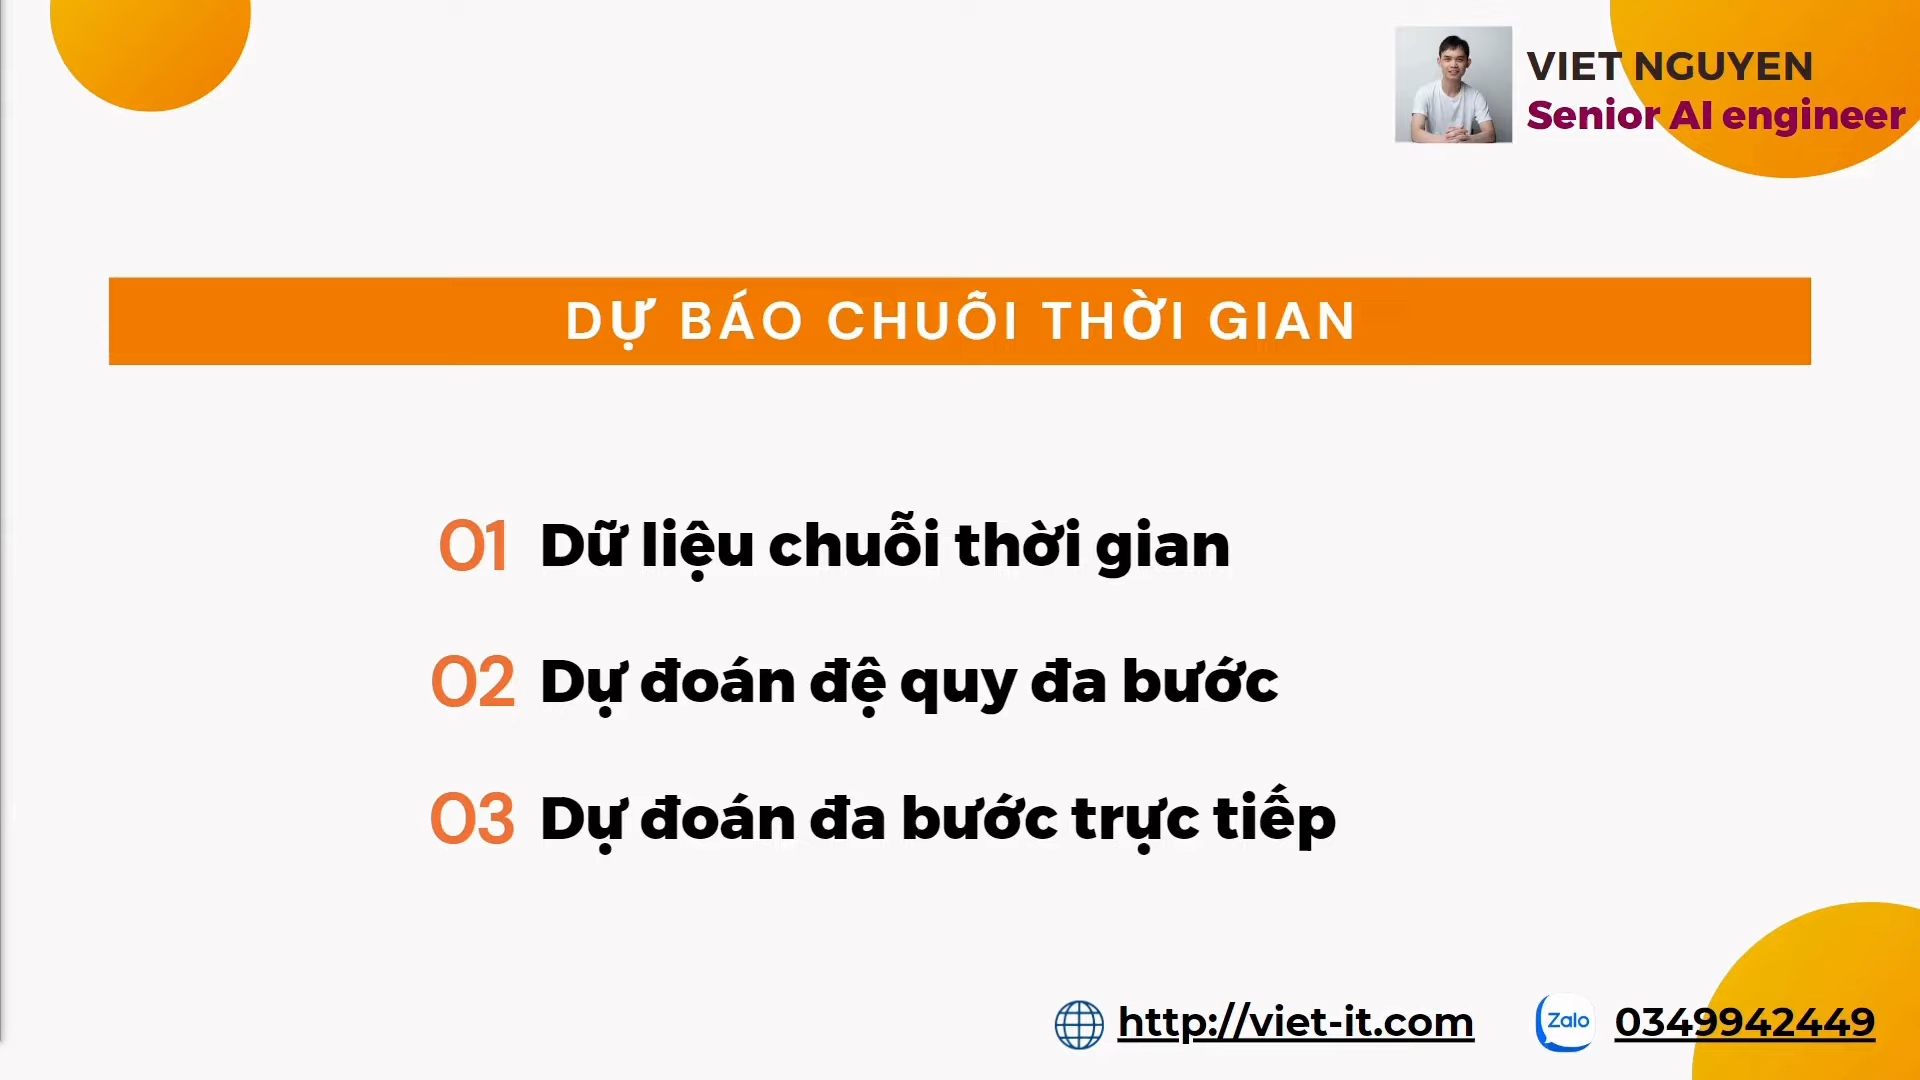 VIET NGUYEN
Senior AI engineer
DỰ BÁO CHUỖI THỜI GIAN
01 Dữ liệu chuỗi thời gian
02 Dự đoán đệ quy đa bước
03 Dự đoán đa bước trực tiếp
http://viet-it.com Zalo 0349942449